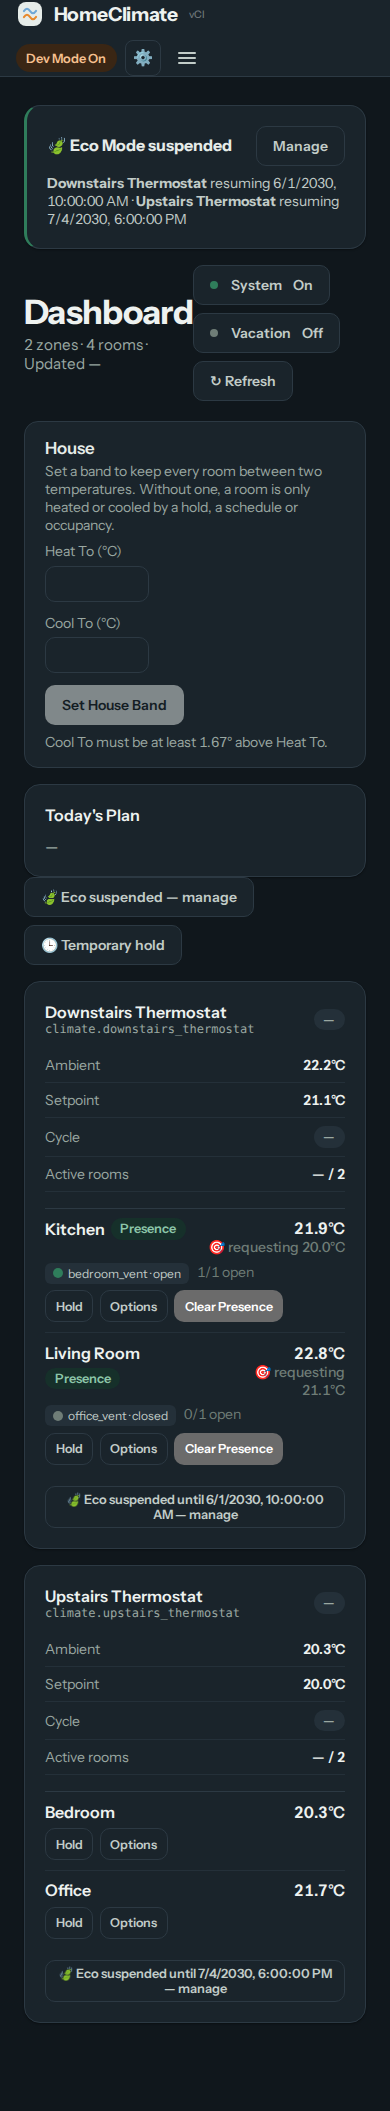 HomeClimate vCI
Dev Mode On
Eco Mode suspended
Manage
Downstairs Thermostat resuming 6/1/2030,
10:00:00 AM · Upstairs Thermostat resuming
7/4/2030, 6:00:00 PM
Dashboard
2 zones · 4 rooms ·
Updated —
System On
Vacation Off
↻ Refresh
House
Set a band to keep every room between two
temperatures. Without one, a room is only
heated or cooled by a hold, a schedule or
occupancy.
Heat To (°C)
Cool To (°C)
Set House Band
Cool To must be at least 1.67° above Heat To.
Today's Plan
—
Eco suspended — manage
Temporary hold
Downstairs Thermostat —
climate.downstairs_thermostat
Ambient 22.2°C
Setpoint 21.1°C
Cycle —
Active rooms — / 2
Kitchen Presence 21.9°C
requesting 20.0°C
bedroom_vent · open 1/1 open
Hold Options Clear Presence
Living Room 22.8°C
Presence requesting
21.1°C
office_vent · closed 0/1 open
Hold Options Clear Presence
Eco suspended until 6/1/2030, 10:00:00
AM — manage
Upstairs Thermostat —
climate.upstairs_thermostat
Ambient 20.3°C
Setpoint 20.0°C
Cycle —
Active rooms — / 2
Bedroom 20.3°C
Hold Options
Office 21.7°C
Hold Options
Eco suspended until 7/4/2030, 6:00:00 PM
— manage